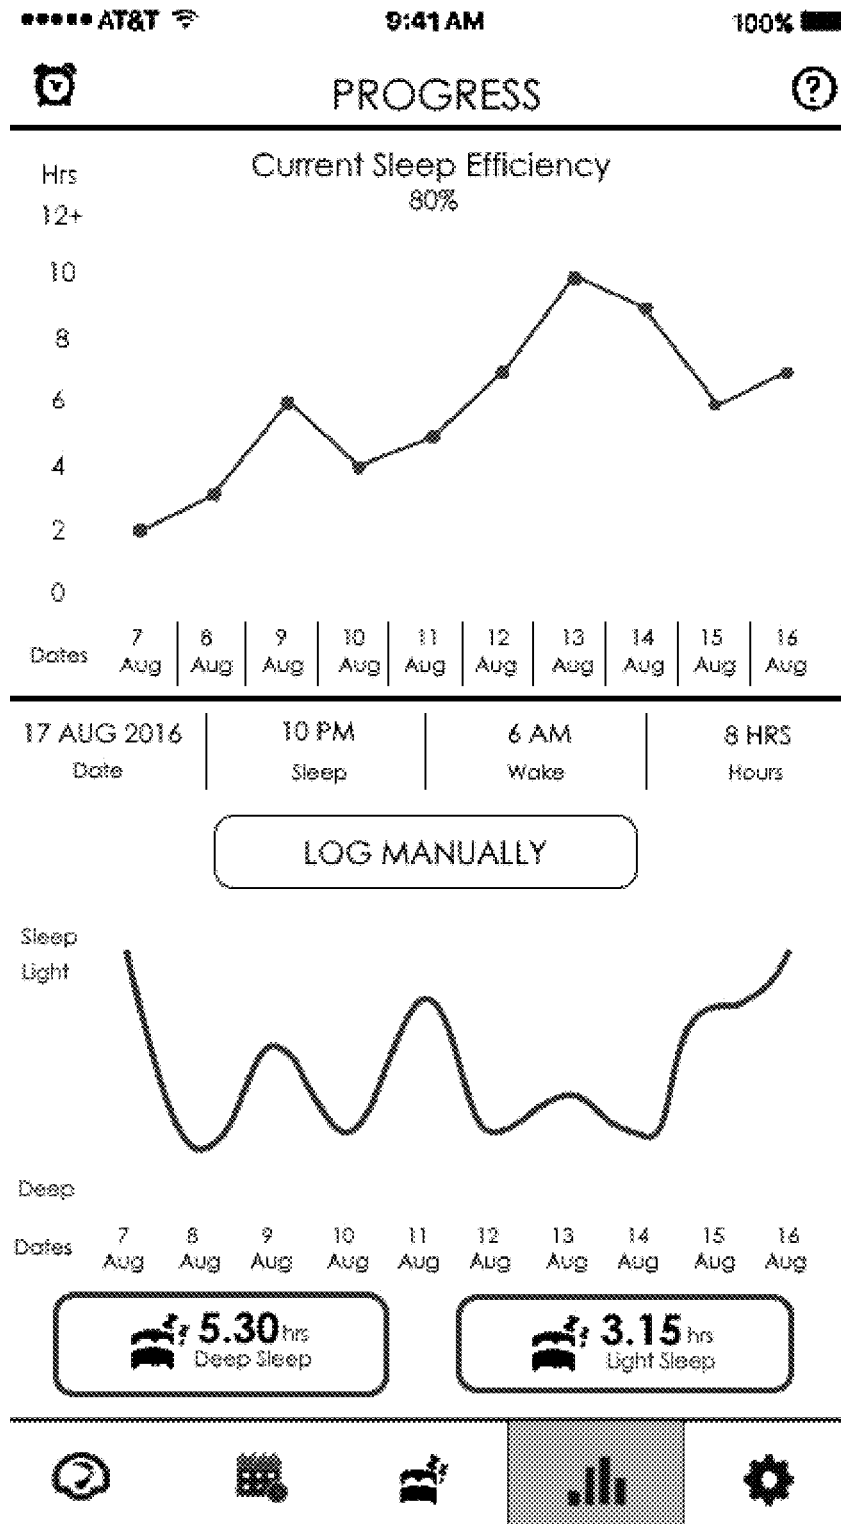 AT&T 9:41 AM 100%
PROGRESS ?
Current Sleep Efficiency
80%
Hrs
12+
10
8
6
4
2
0
Dates 7 Aug 8 Aug 9 Aug 10 Aug 11 Aug 12 Aug 13 Aug 14 Aug 15 Aug 16 Aug
17 AUG 2016 10 PM 6 AM 8 HRS
Date Sleep Wake Hours
LOG MANUALLY
Sleep
Light
Deep
Dates 7 Aug 8 Aug 9 Aug 10 Aug 11 Aug 12 Aug 13 Aug 14 Aug 15 Aug 16 Aug
5.30 hrs 3.15 hrs
Deep Sleep Light Sleep